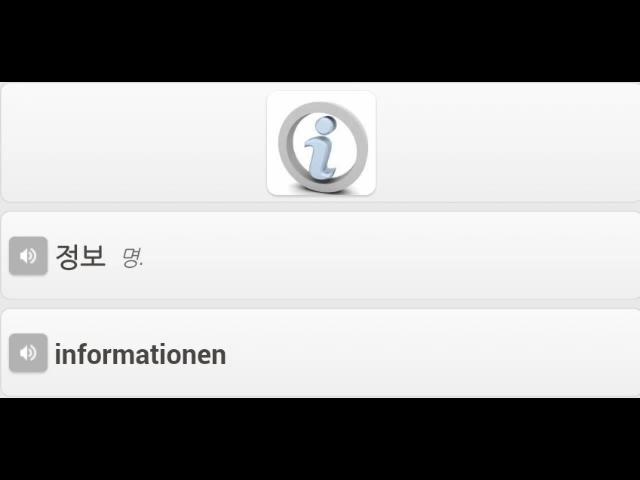 정보 명.
informationen